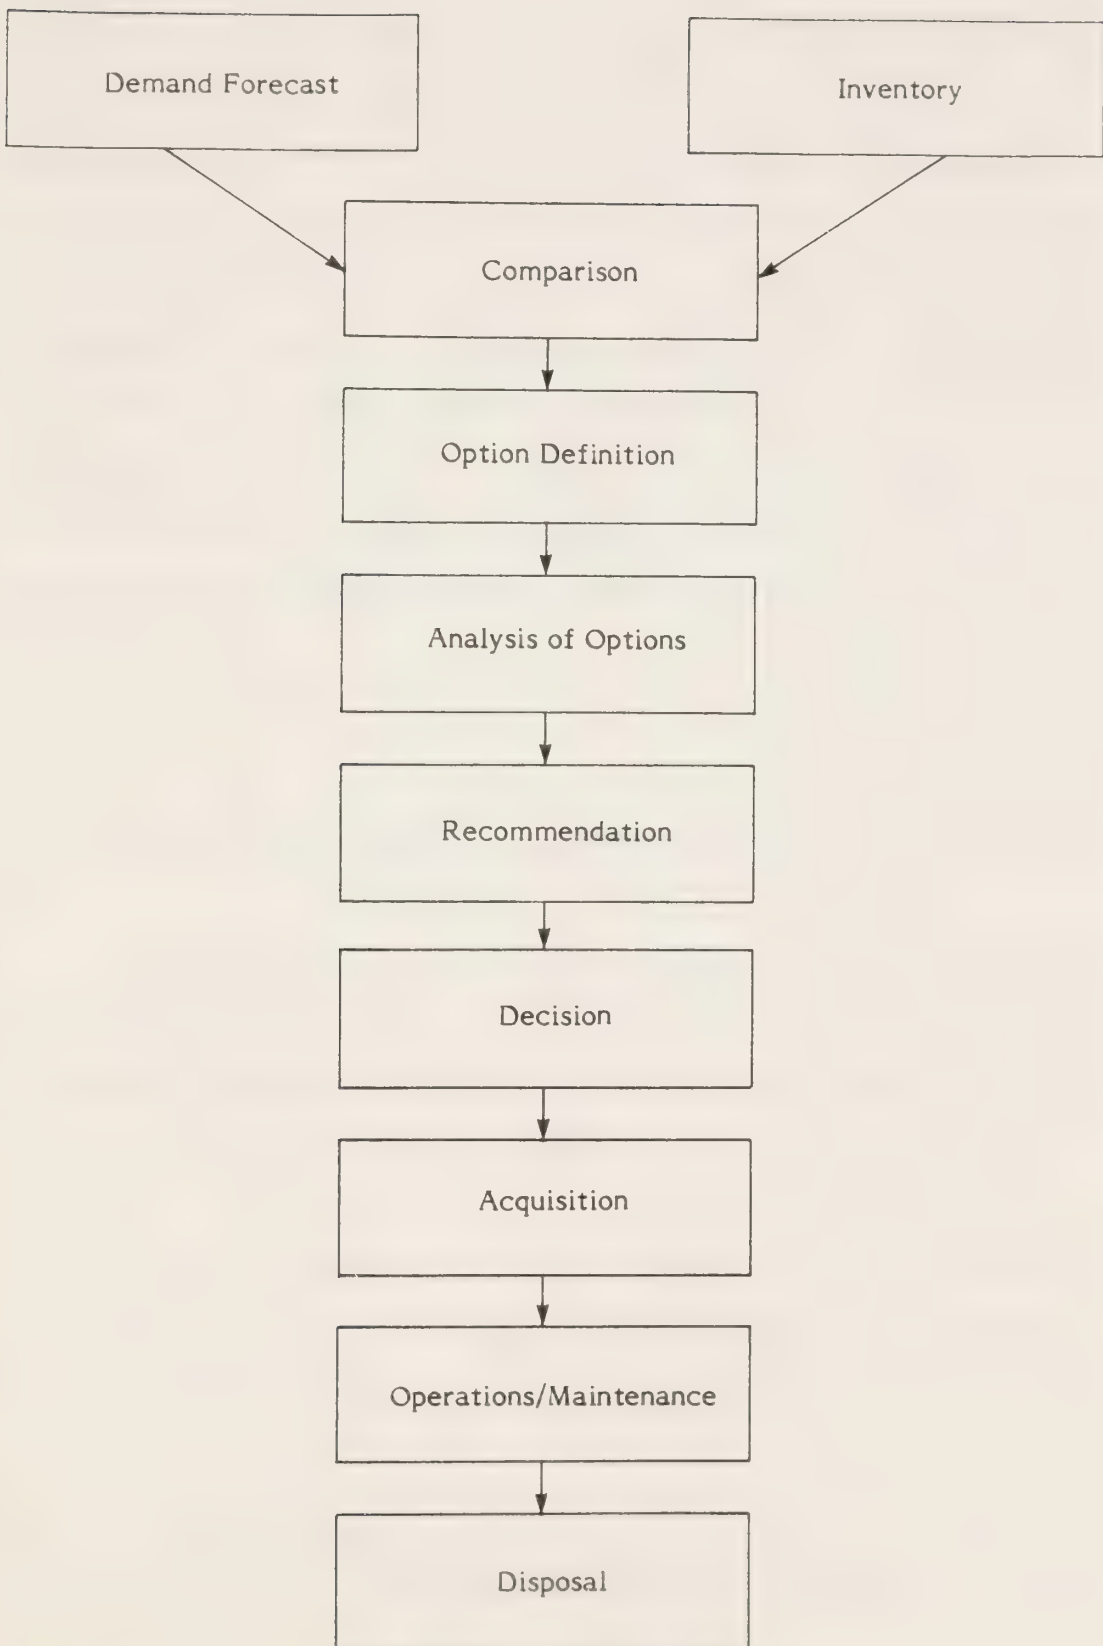 Demand Forecast
Inventory
Comparison
Option Definition
Analysis of Options
Recommendation
Decision
Acquisition
Operations/Maintenance
Disposal